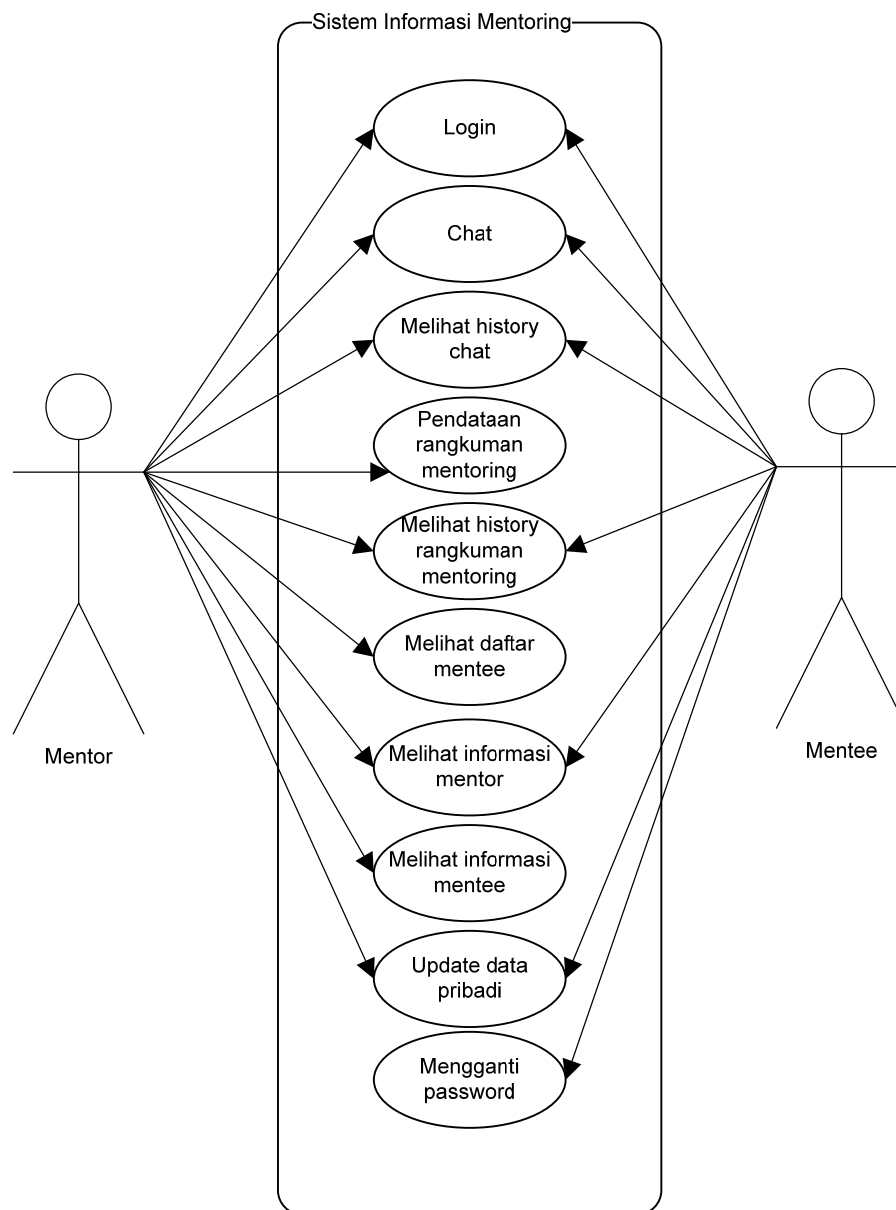 Sistem Informasi Mentoring
Login
Chat
Melihat history
chat
Pendataan
rangkuman
mentoring
Melihat history
rangkuman
mentoring
Melihat daftar
mentee
Mentor
Mentee
Melihat informasi
mentor
Melihat informasi
mentee
Update data
pribadi
Mengganti
password